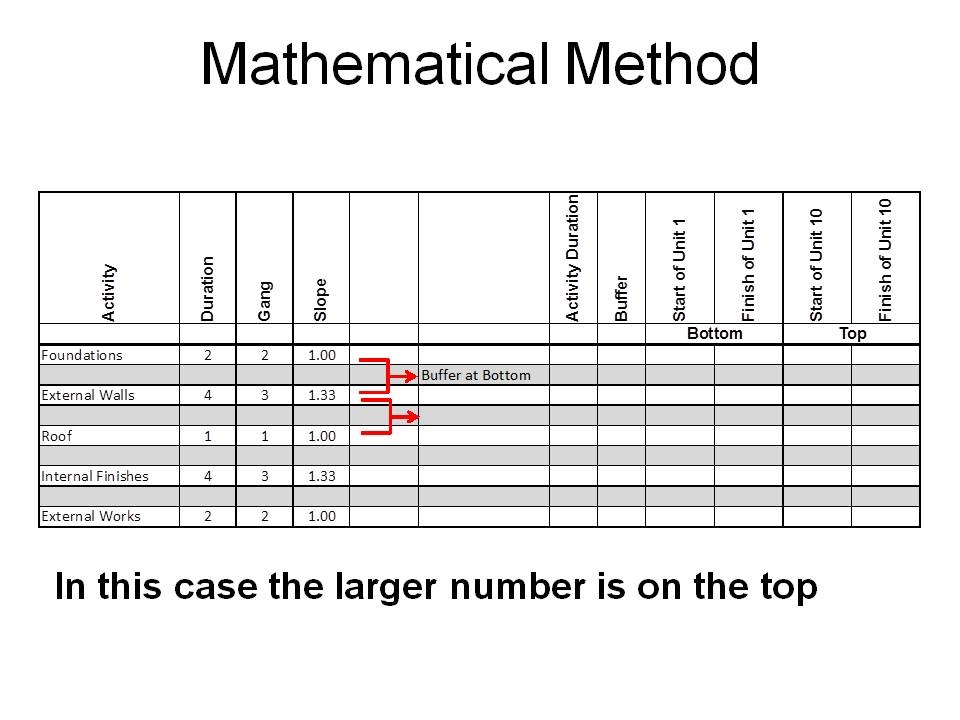 Mathematical Method
Activity Duration Gang Slope Activity Duration Buffer Start of Unit 1 Finish of Unit 1 Start of Unit 10 Finish of Unit 10
Bottom Top
Foundations 2 2 1.00
Buffer at Bottom
External Walls 4 3 1.33
Roof 1 1 1.00
Internal Finishes 4 3 1.33
External Works 2 2 1.00
In this case the larger number is on the top